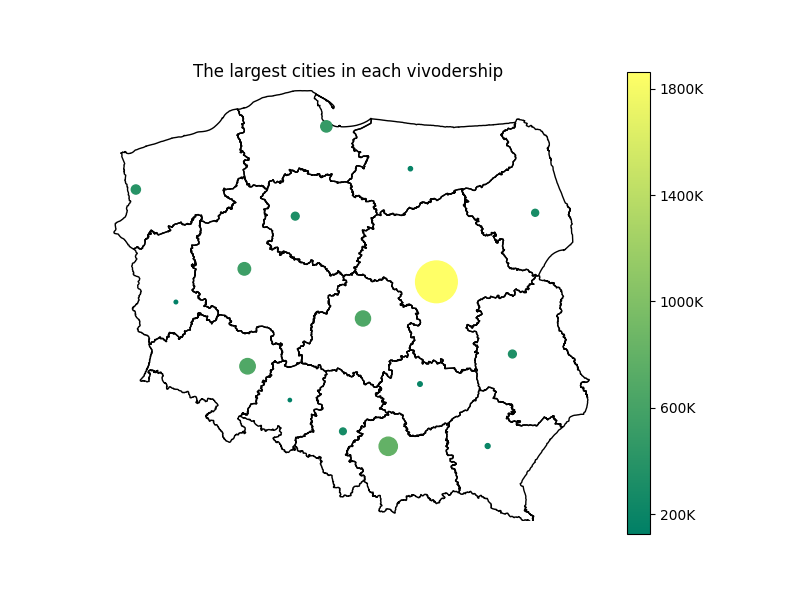 The largest cities in each vivodership
1800K
1400K
1000K
600K
200K